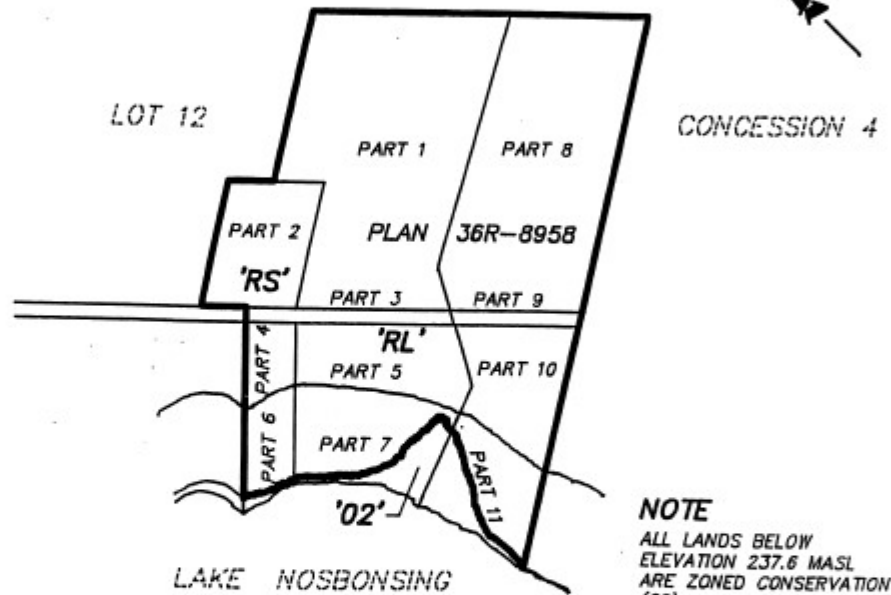 LOT 12
CONCESSION 4
PART 1
PART 8
PART 2
PLAN 36R-8958
'RS'
PART 3
PART 9
'RL'
PART 4
PART 5
PART 10
PART 6
PART 7
PART 11
'02'
NOTE
ALL LANDS BELOW
ELEVATION 237.6 MASL
ARE ZONED CONSERVATION
LAKE NOSBONSING